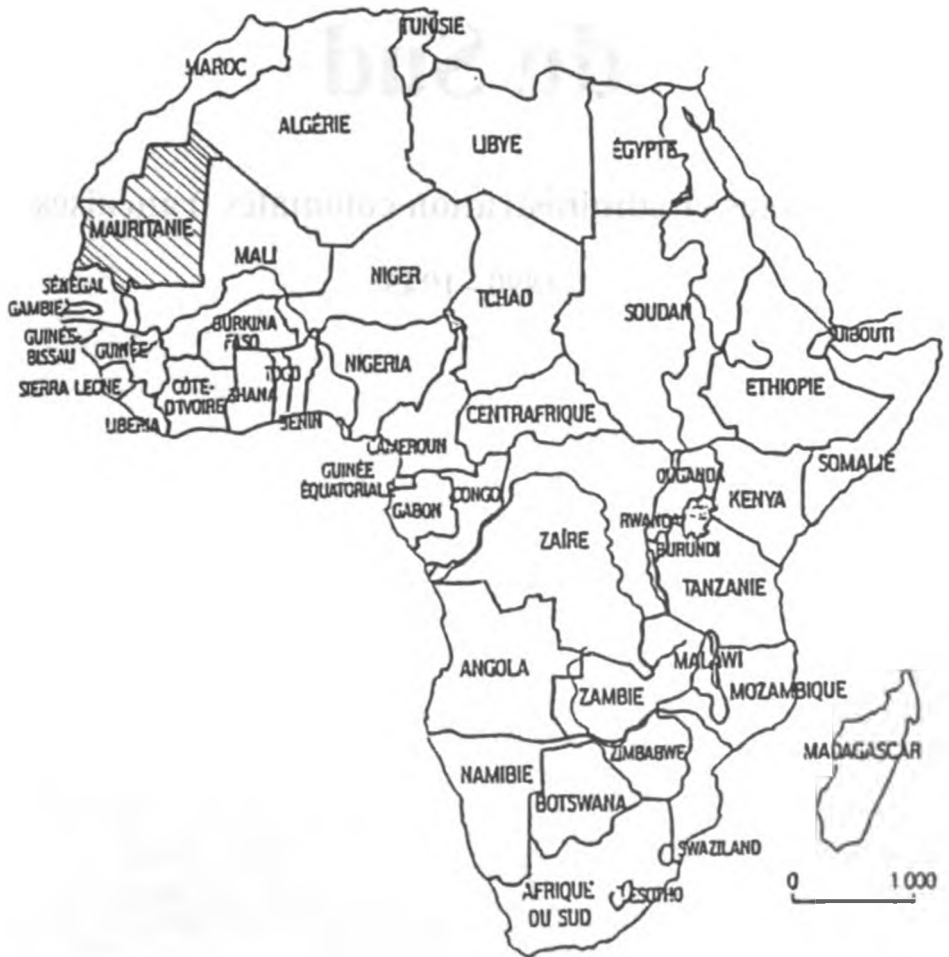 TUNISIE
MAROC
ALGÉRIE
LIBYE
ÉGYPTE
MAURITANIE
MALI
NIGER
TCHAD
SOUDAN
SÉNÉGAL
GAMBIE
GUINÉE-
BISSAU
GUINÉE
BURKINA
FASO
NIGERIA
DJIBOUTI
SIERRA LEONE
CÔTE-
D'IVOIRE
GHANA
TOGO
BENIN
LIBERIA
ETHIOPIE
CENTRAFRIQUE
CAMEROUN
SOMALIE
GUINÉE
ÉQUATORIALE
GABON
CONGO
OUGANDA
KENYA
RWANDA
BURUNDI
ZAÏRE
TANZANIE
ANGOLA
MALAWI
ZAMBIE
MOZAMBIQUE
ZIMBABWE
MADAGASCAR
NAMIBIE
BOTSWANA
SWAZILAND
AFRIQUE
DU SUD
LESOTHO
0 1 000